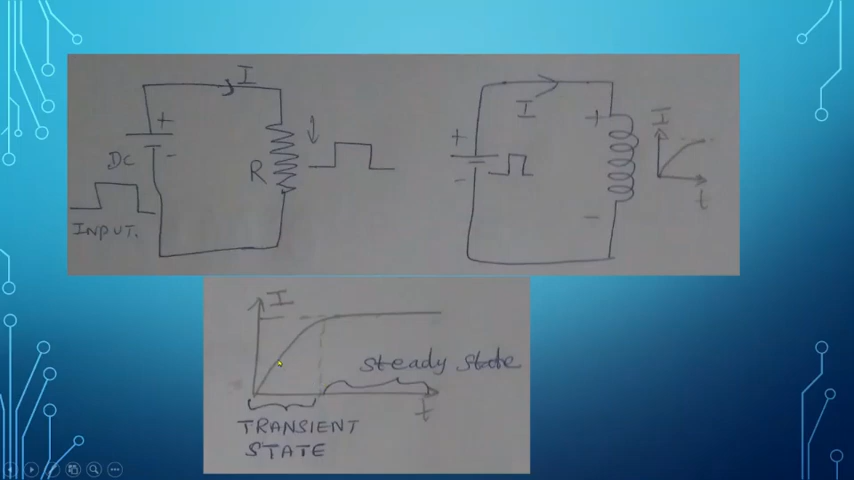 I
+
DC
-
R
INPUT.
I
+
-
+
-
I
t
I
steady state
t
TRANSIENT
STATE